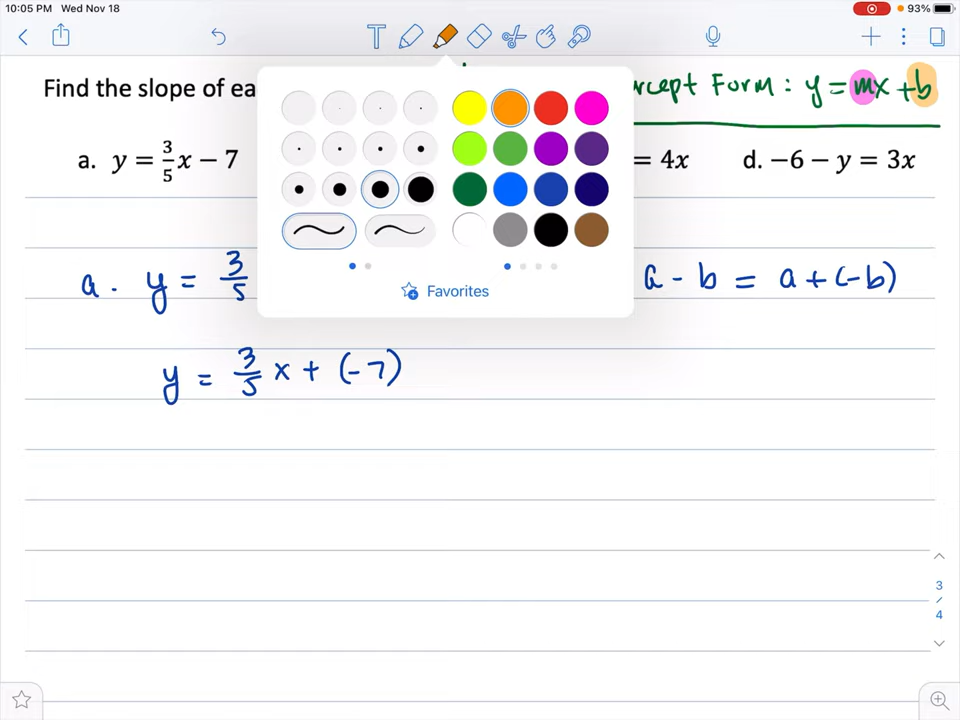 10:05 PM Wed Nov 18 93%
Find the slope of ea rcept Form: y = mx + b
a. y = 3/5 x − 7 = 4x d. −6 − y = 3x
a. y = 3/5 a - b = a + (-b)
Favorites
y = 3/5 x + (-7)
3
/
4